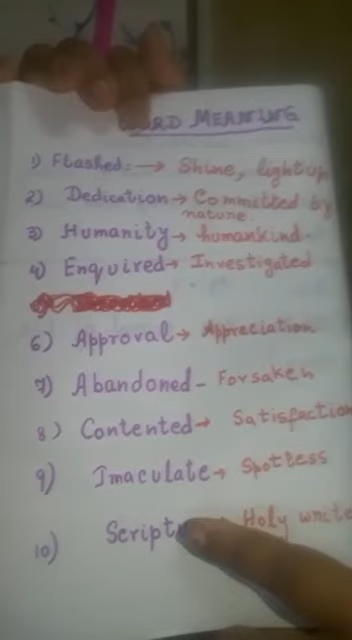 WORD MEANING
1) Flashed:→ Shine, light up
2) Dedication→ Committed by
nature.
3) Humanity→ humankind.
4) Enquired→ Investigated
6) Approval→ Appreciation
7) Abandoned- Forsaken
8) Contented→ Satisfaction
9) Imaculate→ Spotless
10) Holy write